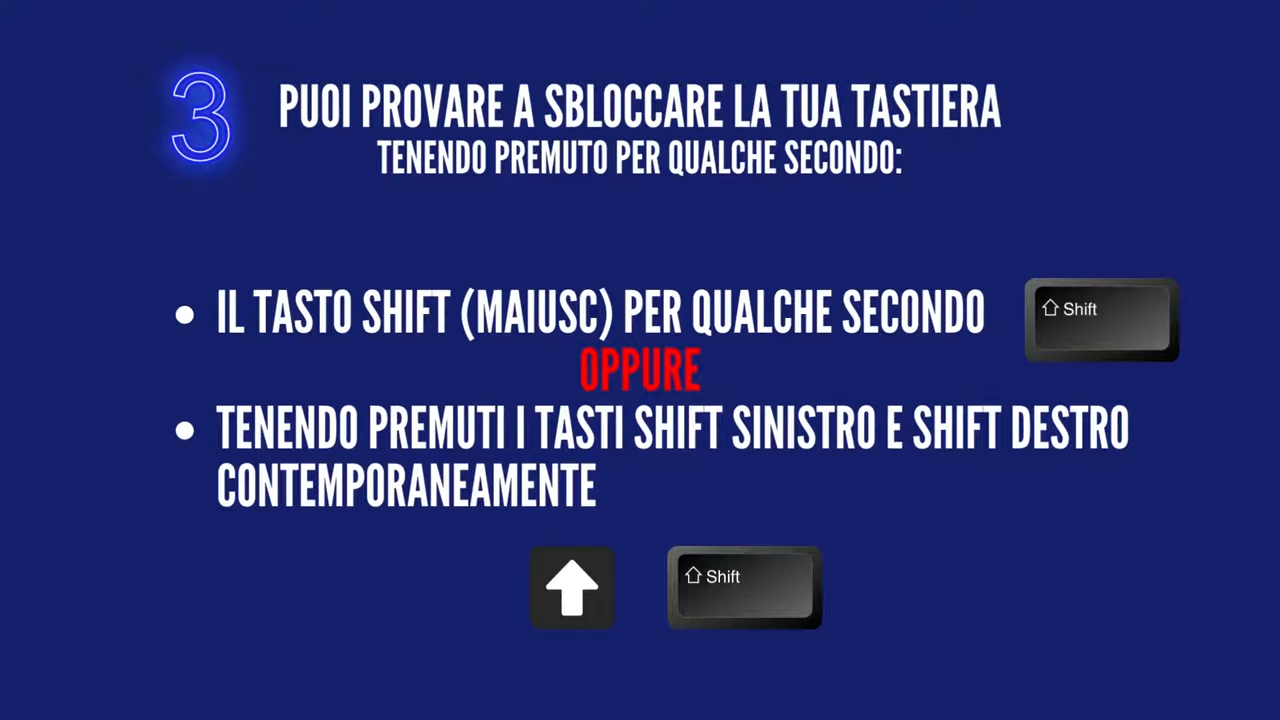 3
PUOI PROVARE A SBLOCCARE LA TUA TASTIERA
TENENDO PREMUTO PER QUALCHE SECONDO:
• IL TASTO SHIFT (MAIUSC) PER QUALCHE SECONDO
Shift
OPPURE
• TENENDO PREMUTI I TASTI SHIFT SINISTRO E SHIFT DESTRO
CONTEMPORANEAMENTE
Shift